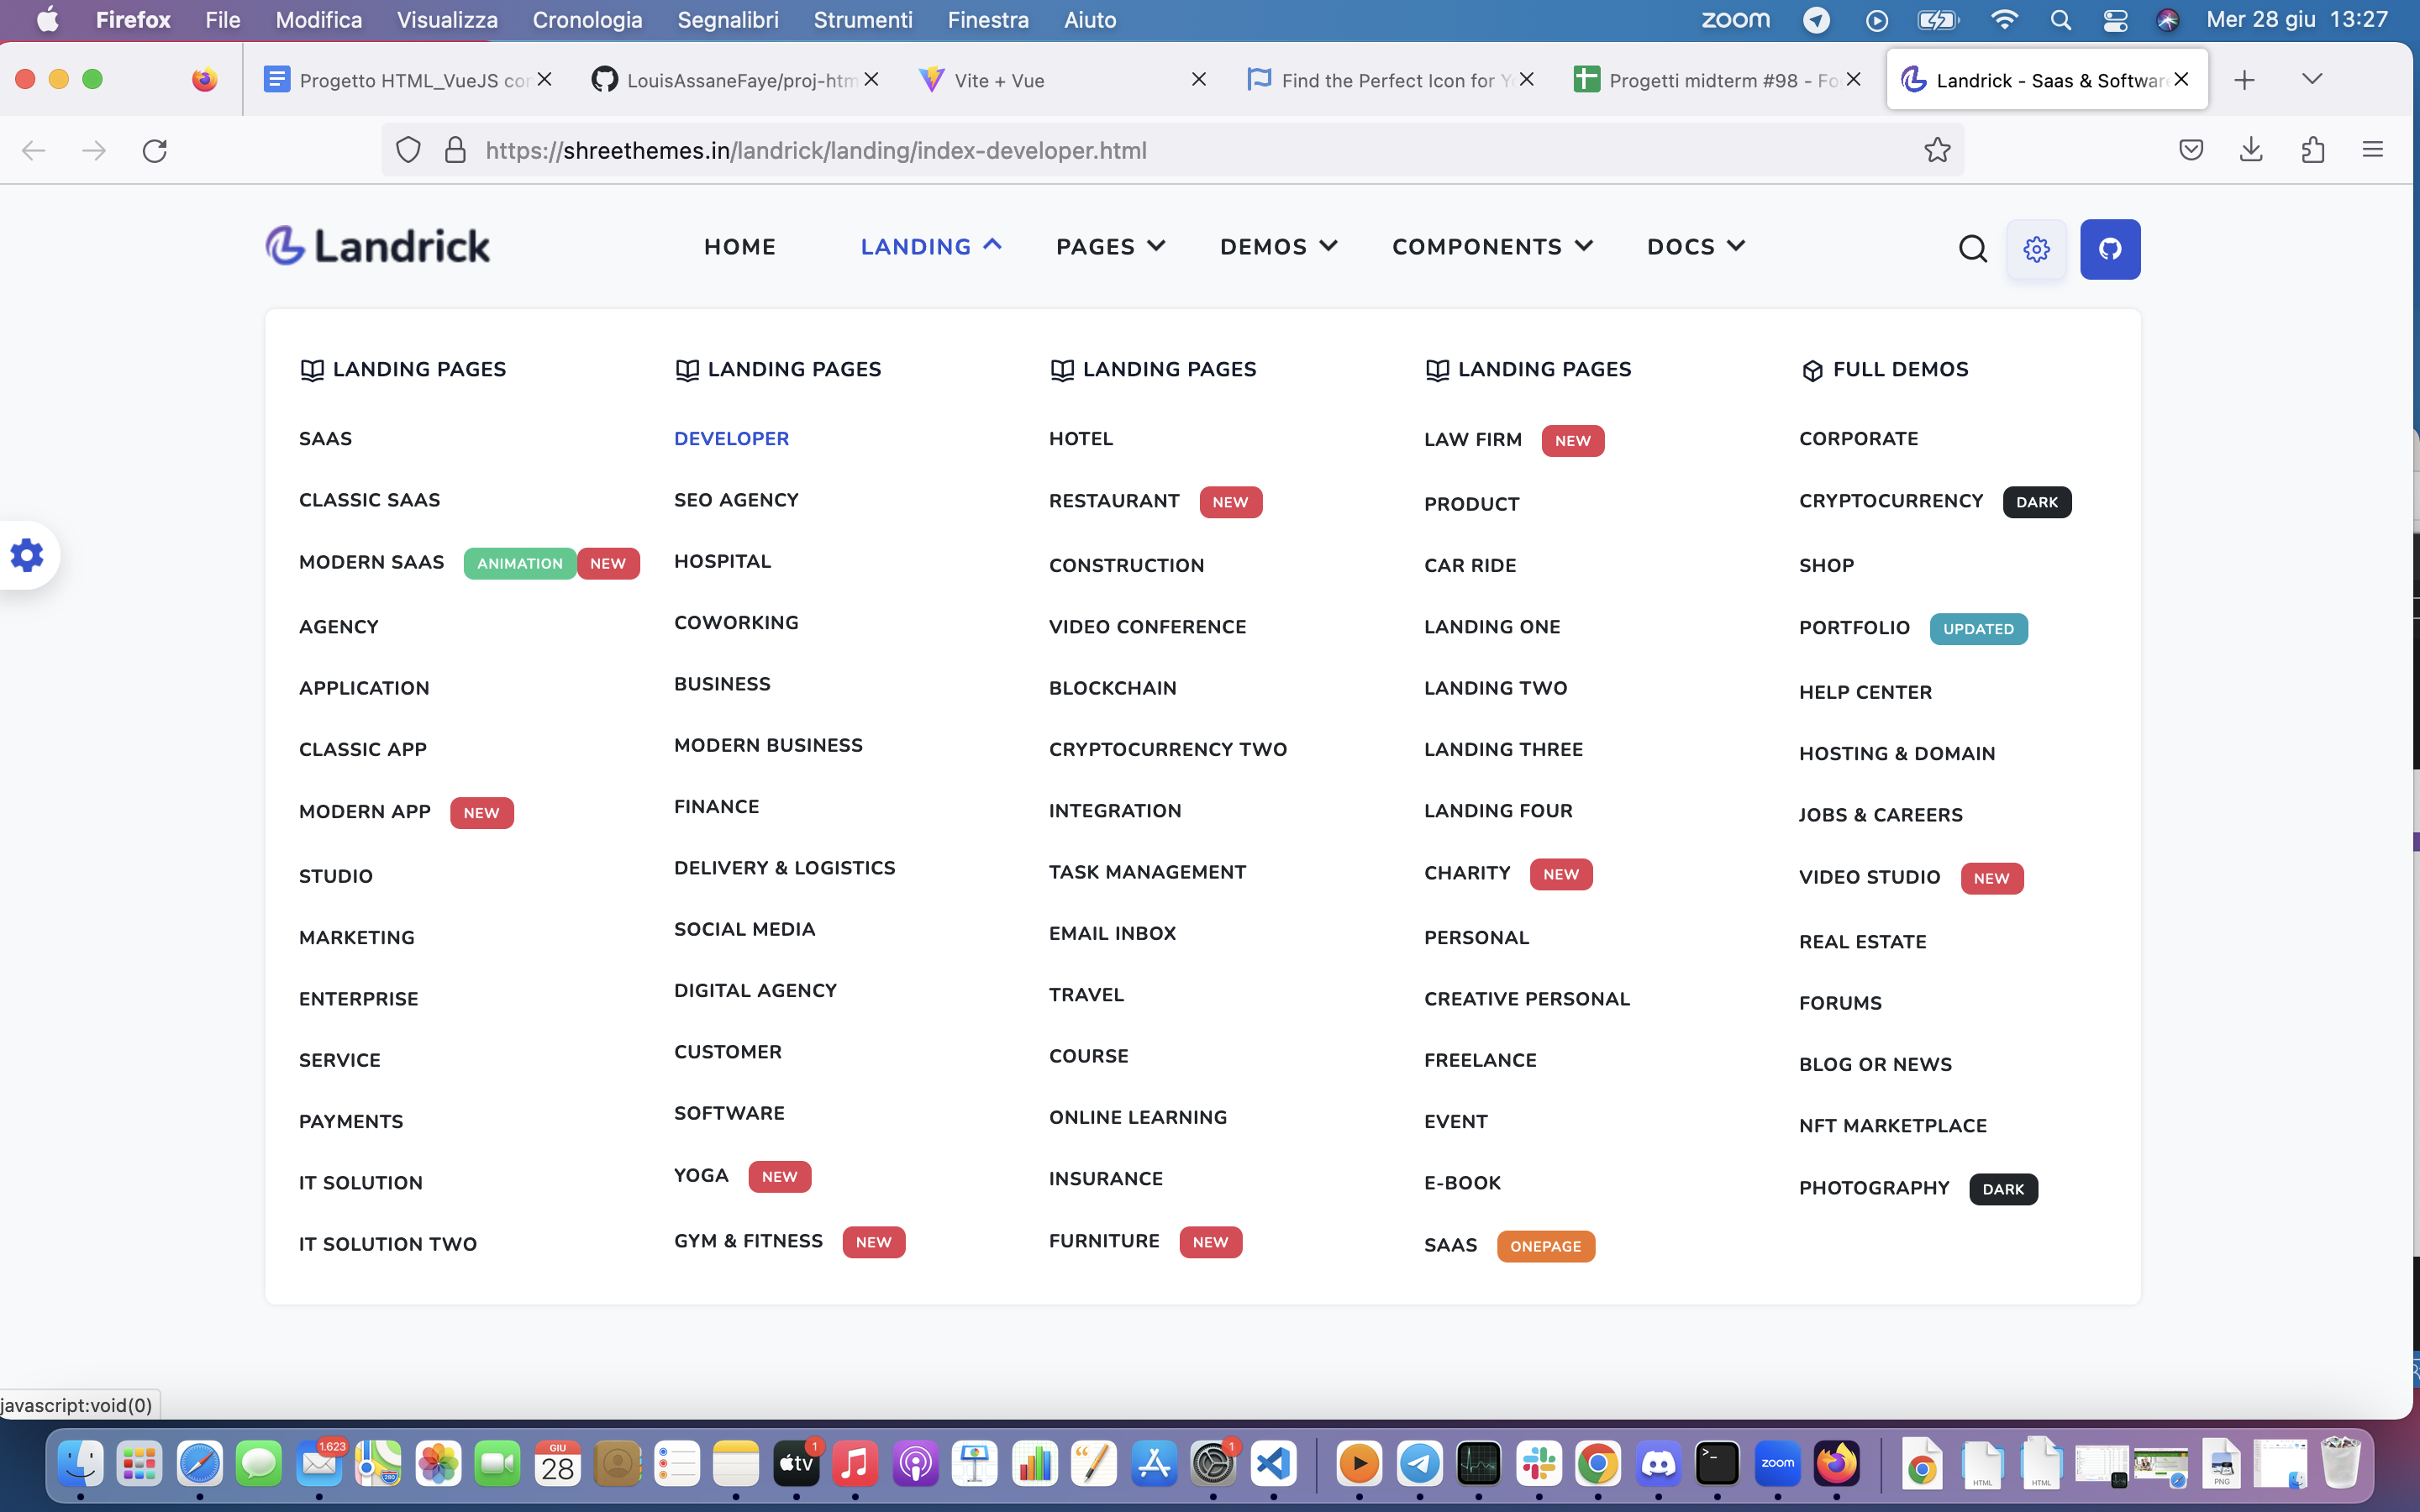 Firefox File Modifica Visualizza Cronologia Segnalibri Strumenti Finestra Aiuto zoom Mer 28 giu 13:27
Progetto HTML_VueJS con LouisAssaneFaye/proj-htm Vite + Vue Find the Perfect Icon for Yo Progetti midterm #98 - Fo Landrick - Saas & Software
https://shreethemes.in/landrick/landing/index-developer.html
Landrick HOME LANDING PAGES DEMOS COMPONENTS DOCS
LANDING PAGES
SAAS
CLASSIC SAAS
MODERN SAAS ANIMATION NEW
AGENCY
APPLICATION
CLASSIC APP
MODERN APP NEW
STUDIO
MARKETING
ENTERPRISE
SERVICE
PAYMENTS
IT SOLUTION
IT SOLUTION TWO
LANDING PAGES
DEVELOPER
SEO AGENCY
HOSPITAL
COWORKING
BUSINESS
MODERN BUSINESS
FINANCE
DELIVERY & LOGISTICS
SOCIAL MEDIA
DIGITAL AGENCY
CUSTOMER
SOFTWARE
YOGA NEW
GYM & FITNESS NEW
LANDING PAGES
HOTEL
RESTAURANT NEW
CONSTRUCTION
VIDEO CONFERENCE
BLOCKCHAIN
CRYPTOCURRENCY TWO
INTEGRATION
TASK MANAGEMENT
EMAIL INBOX
TRAVEL
COURSE
ONLINE LEARNING
INSURANCE
FURNITURE NEW
LANDING PAGES
LAW FIRM NEW
PRODUCT
CAR RIDE
LANDING ONE
LANDING TWO
LANDING THREE
LANDING FOUR
CHARITY NEW
PERSONAL
CREATIVE PERSONAL
FREELANCE
EVENT
E-BOOK
SAAS ONEPAGE
FULL DEMOS
CORPORATE
CRYPTOCURRENCY DARK
SHOP
PORTFOLIO UPDATED
HELP CENTER
HOSTING & DOMAIN
JOBS & CAREERS
VIDEO STUDIO NEW
REAL ESTATE
FORUMS
BLOG OR NEWS
NFT MARKETPLACE
PHOTOGRAPHY DARK
javascript:void(0)
1.623
280
GIU
28
tv
1
1
zoom
HTML
HTML
PNG